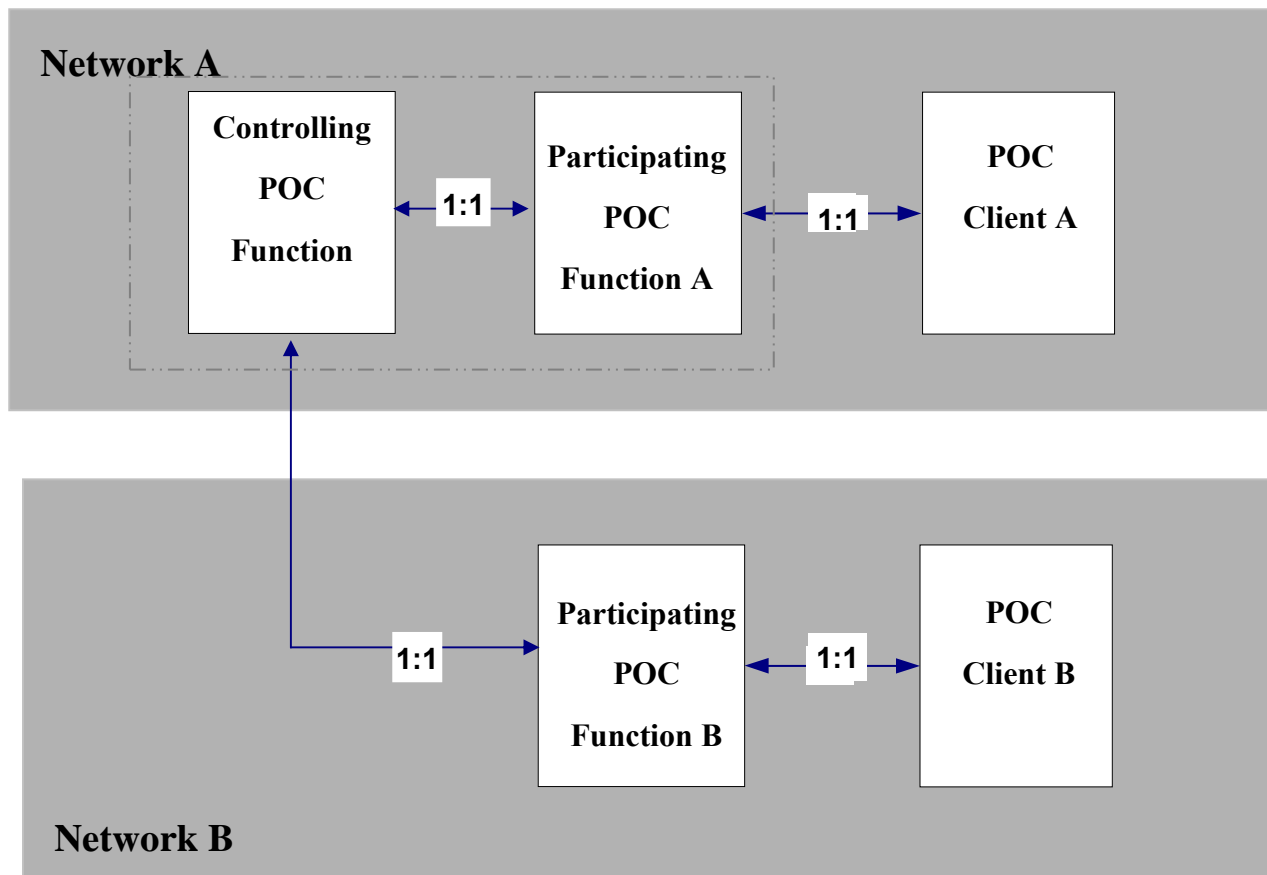 Network A
Controlling
POC
Function
1:1
Participating
POC
Function A
1:1
POC
Client A
1:1
Participating
POC
Function B
1:1
POC
Client B
Network B